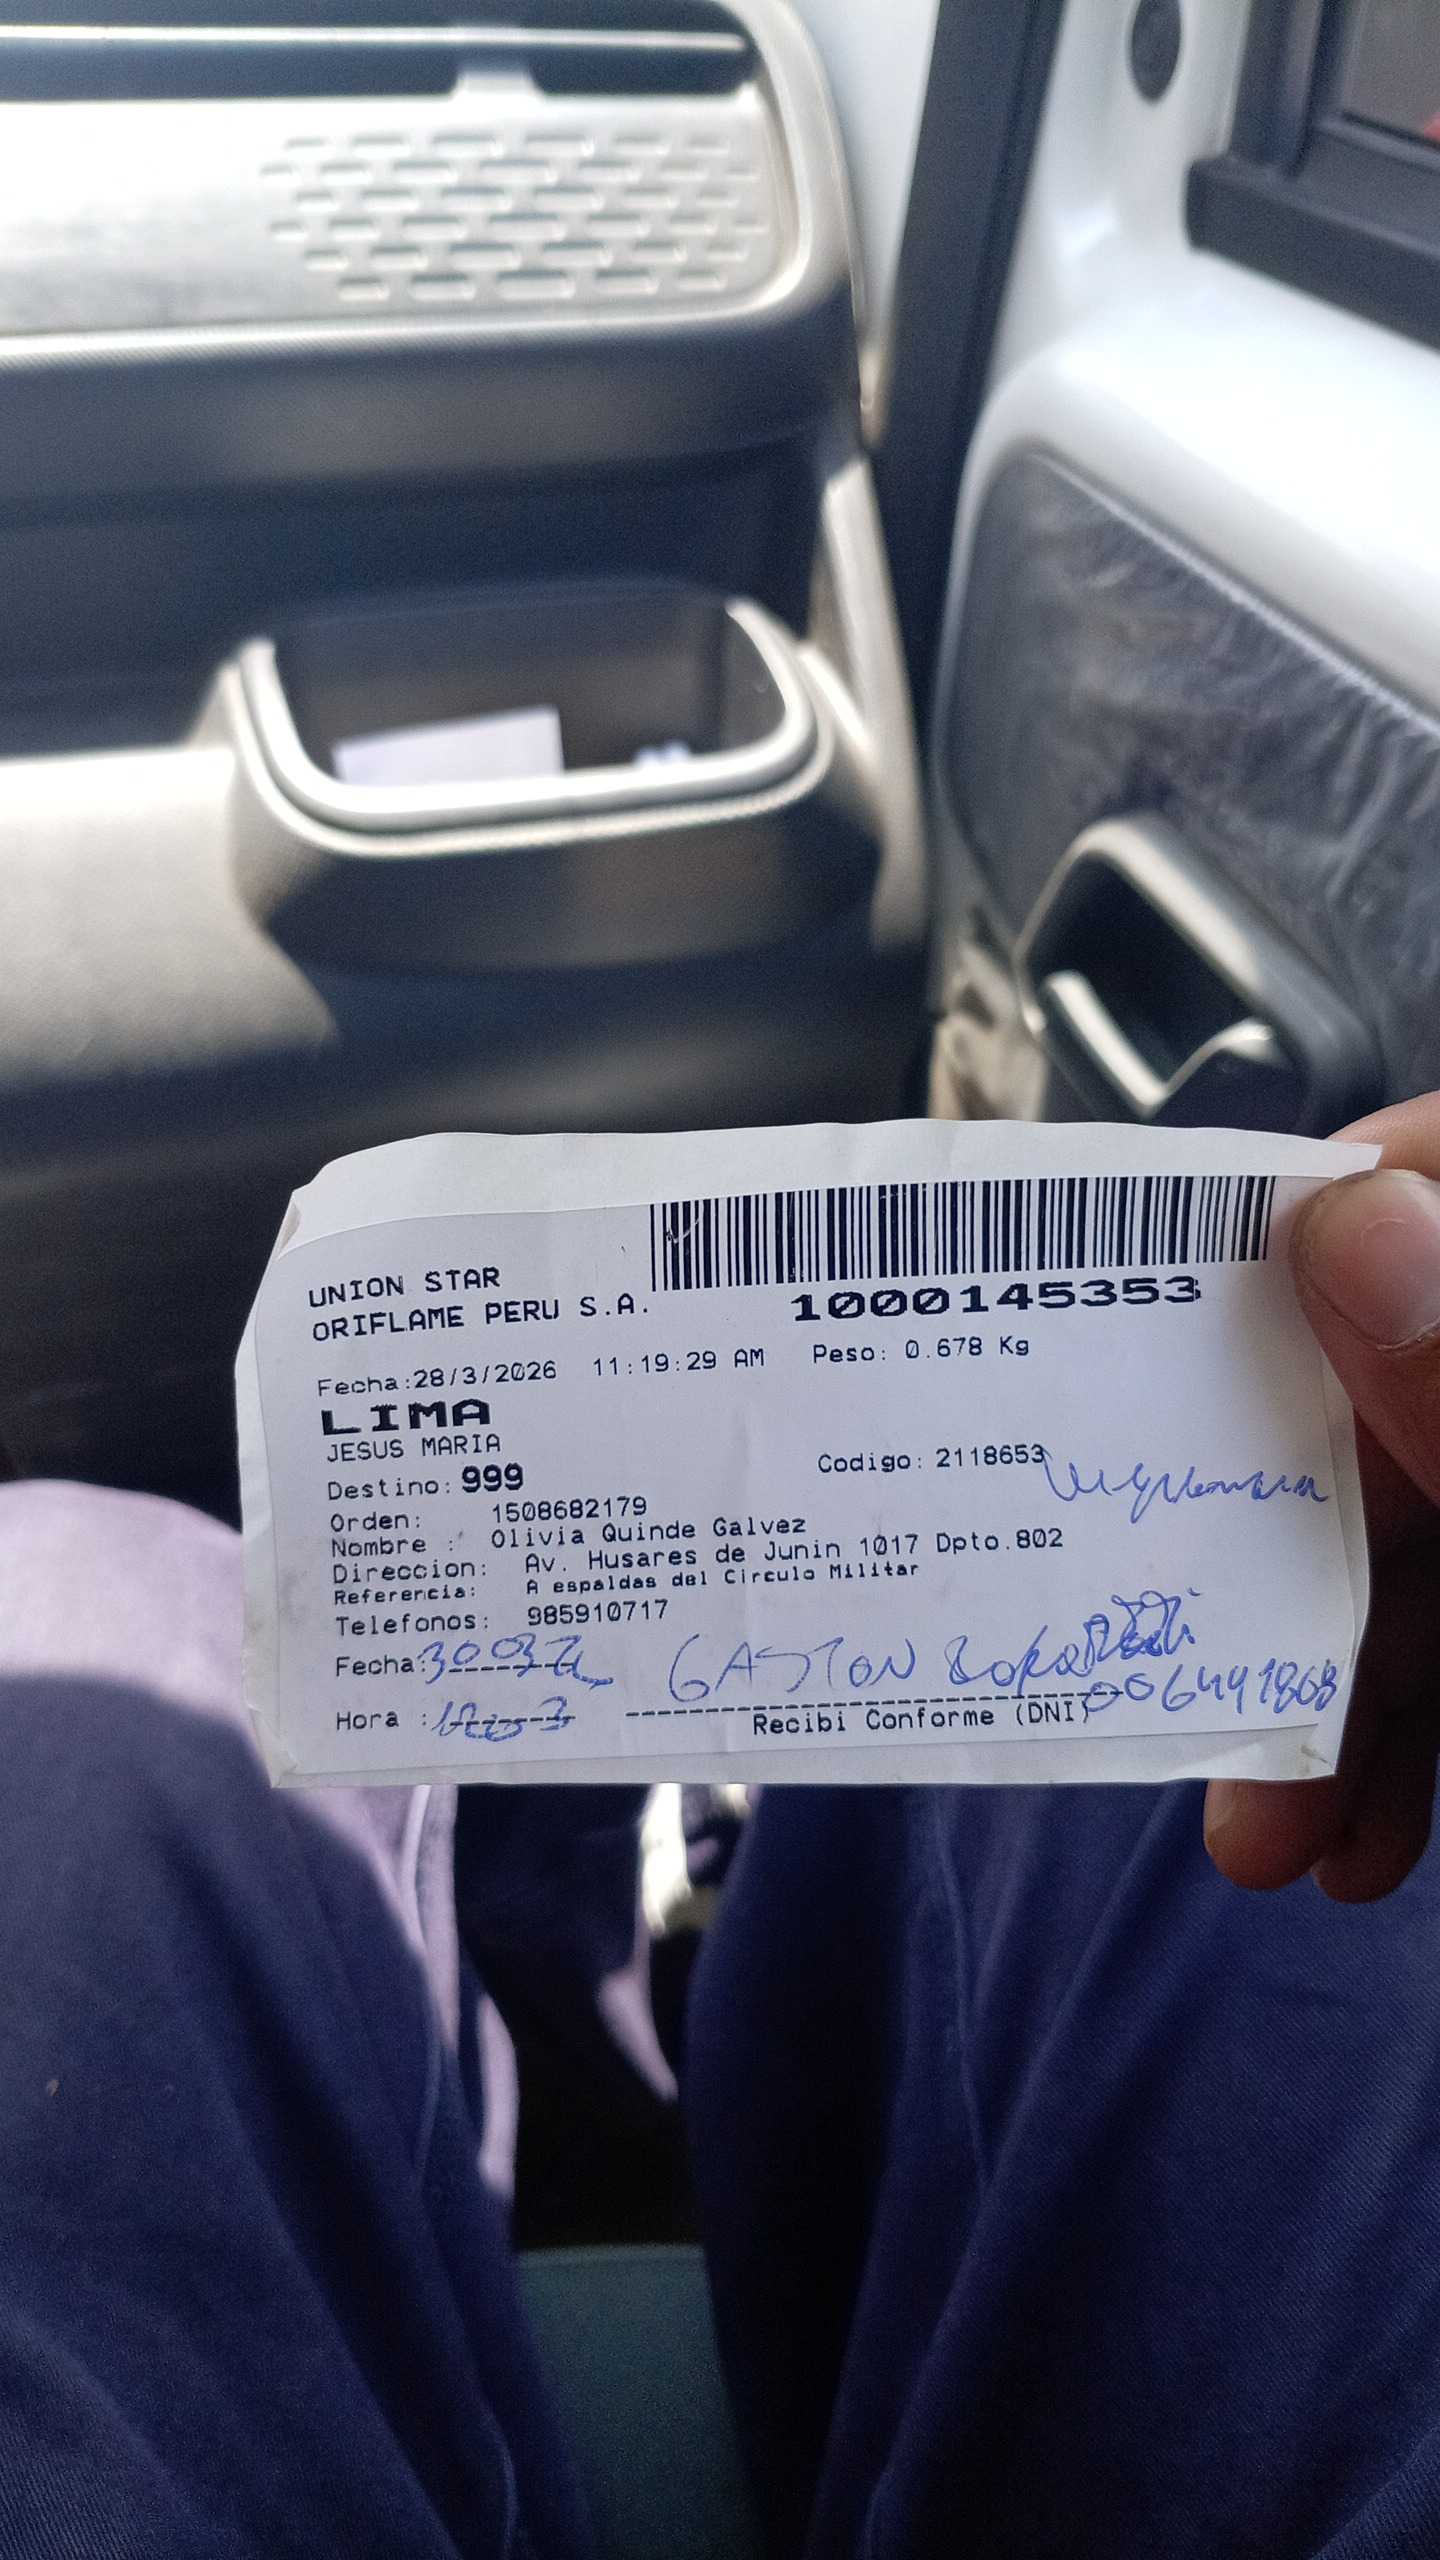 UNION STAR
ORIFLAME PERU S.A.
1000145353
Fecha:28/3/2026 11:19:29 AM Peso: 0.678 Kg
LIMA
JESUS MARIA
Destino: 999 Codigo: 2118653
Orden: 1508682179
Nombre : Olivia Quinde Galvez
Direccion: Av. Husares de Junin 1017 Dpto.802
Referencia: A espaldas del Circulo Militar
Telefonos: 985910717
Fecha:
GASTON
Hora :
Recibi Conforme (DNI) 006491868